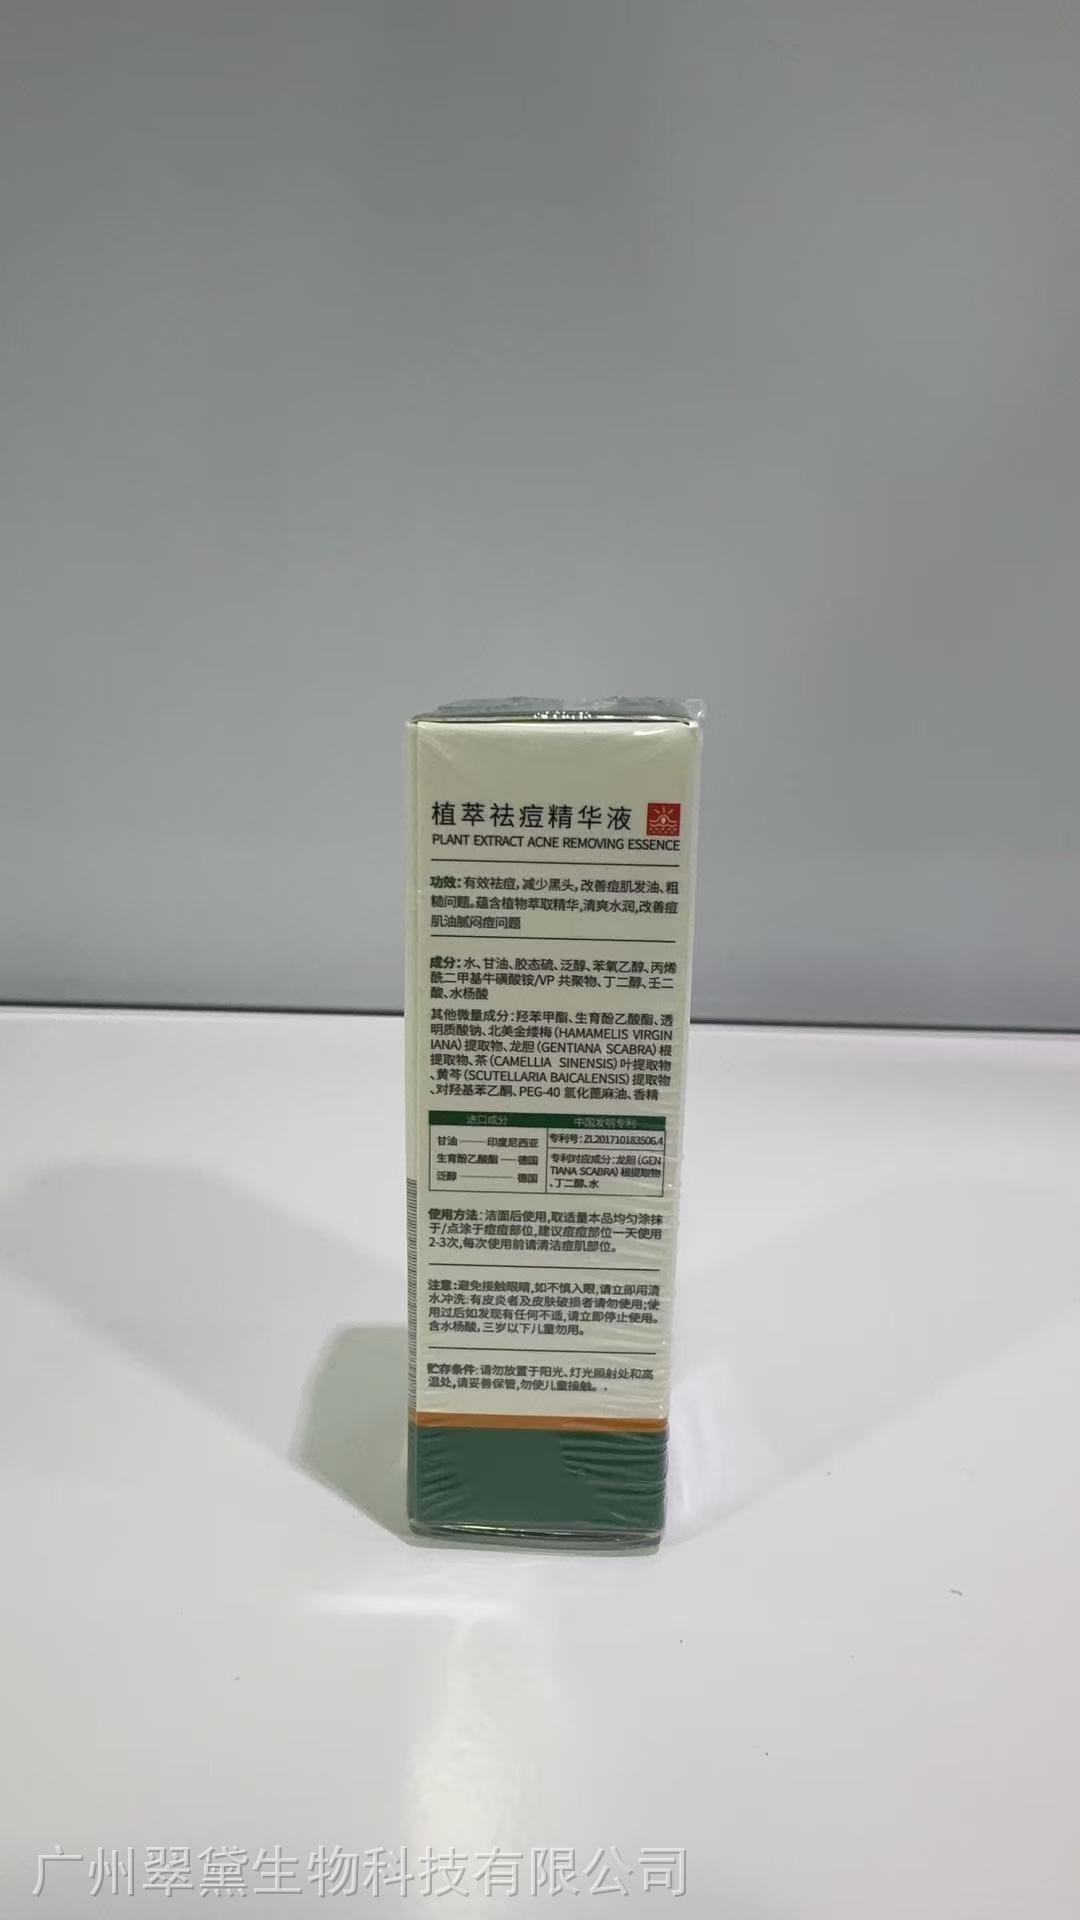 植萃祛痘精华液
PLANT EXTRACT ACNE REMOVING ESSENCE
功效:有效祛痘,减少黑头,改善痘肌发油、粗
糙问题。蕴含植物萃取精华,清爽水润,改善痘
肌油腻闷痘问题
成分:水、甘油、胶态硫、泛醇、苯氧乙醇、丙烯
酰二甲基牛磺酸铵/VP 共聚物、丁二醇、壬二
酸、水杨酸
其他微量成分:羟苯甲酯、生育酚乙酸酯、透
明质酸钠、北美金缕梅(HAMAMELIS VIRGIN
IANA)提取物、龙胆(GENTIANA SCABRA)根
提取物、茶(CAMELLIA SINENSIS)叶提取物
、黄芩(SCUTELLARIA BAICALENSIS)提取物
、对羟基苯乙酮、PEG-40 氢化蓖麻油、香精
进口成分
甘油——印度尼西亚
生育酚乙酸酯——德国
泛醇————德国
中国发明专利
专利号:ZL201710183506.4
专利对应成分:龙胆(GEN
TIANA SCABRA)根提取物
、丁二醇、水
使用方法:洁面后使用,取适量本品均匀涂抹
于/点涂于痘痘部位,建议痘痘部位一天使用
2-3次,每次使用前请清洁痘肌部位。
注意:避免接触眼睛,如不慎入眼,请立即用清
水冲洗;有皮炎者及皮肤破损者请勿使用;使
用过后如发现有任何不适,请立即停止使用。
含水杨酸,三岁以下儿童勿用。
贮存条件:请勿放置于阳光、灯光照射处和高
温处,请妥善保管,勿使儿童接触。
广州翠黛生物科技有限公司